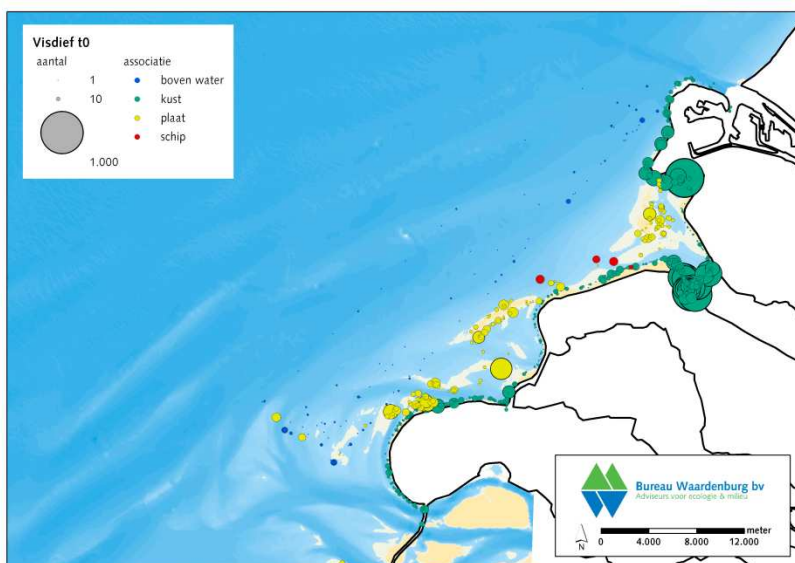 Visdief t0
aantal associatie
1 boven water
10 kust
plaat
schip
1.000
Bureau Waardenburg bv
Adviseurs voor ecologie & milieu
meter
N 0 4.000 8.000 12.000